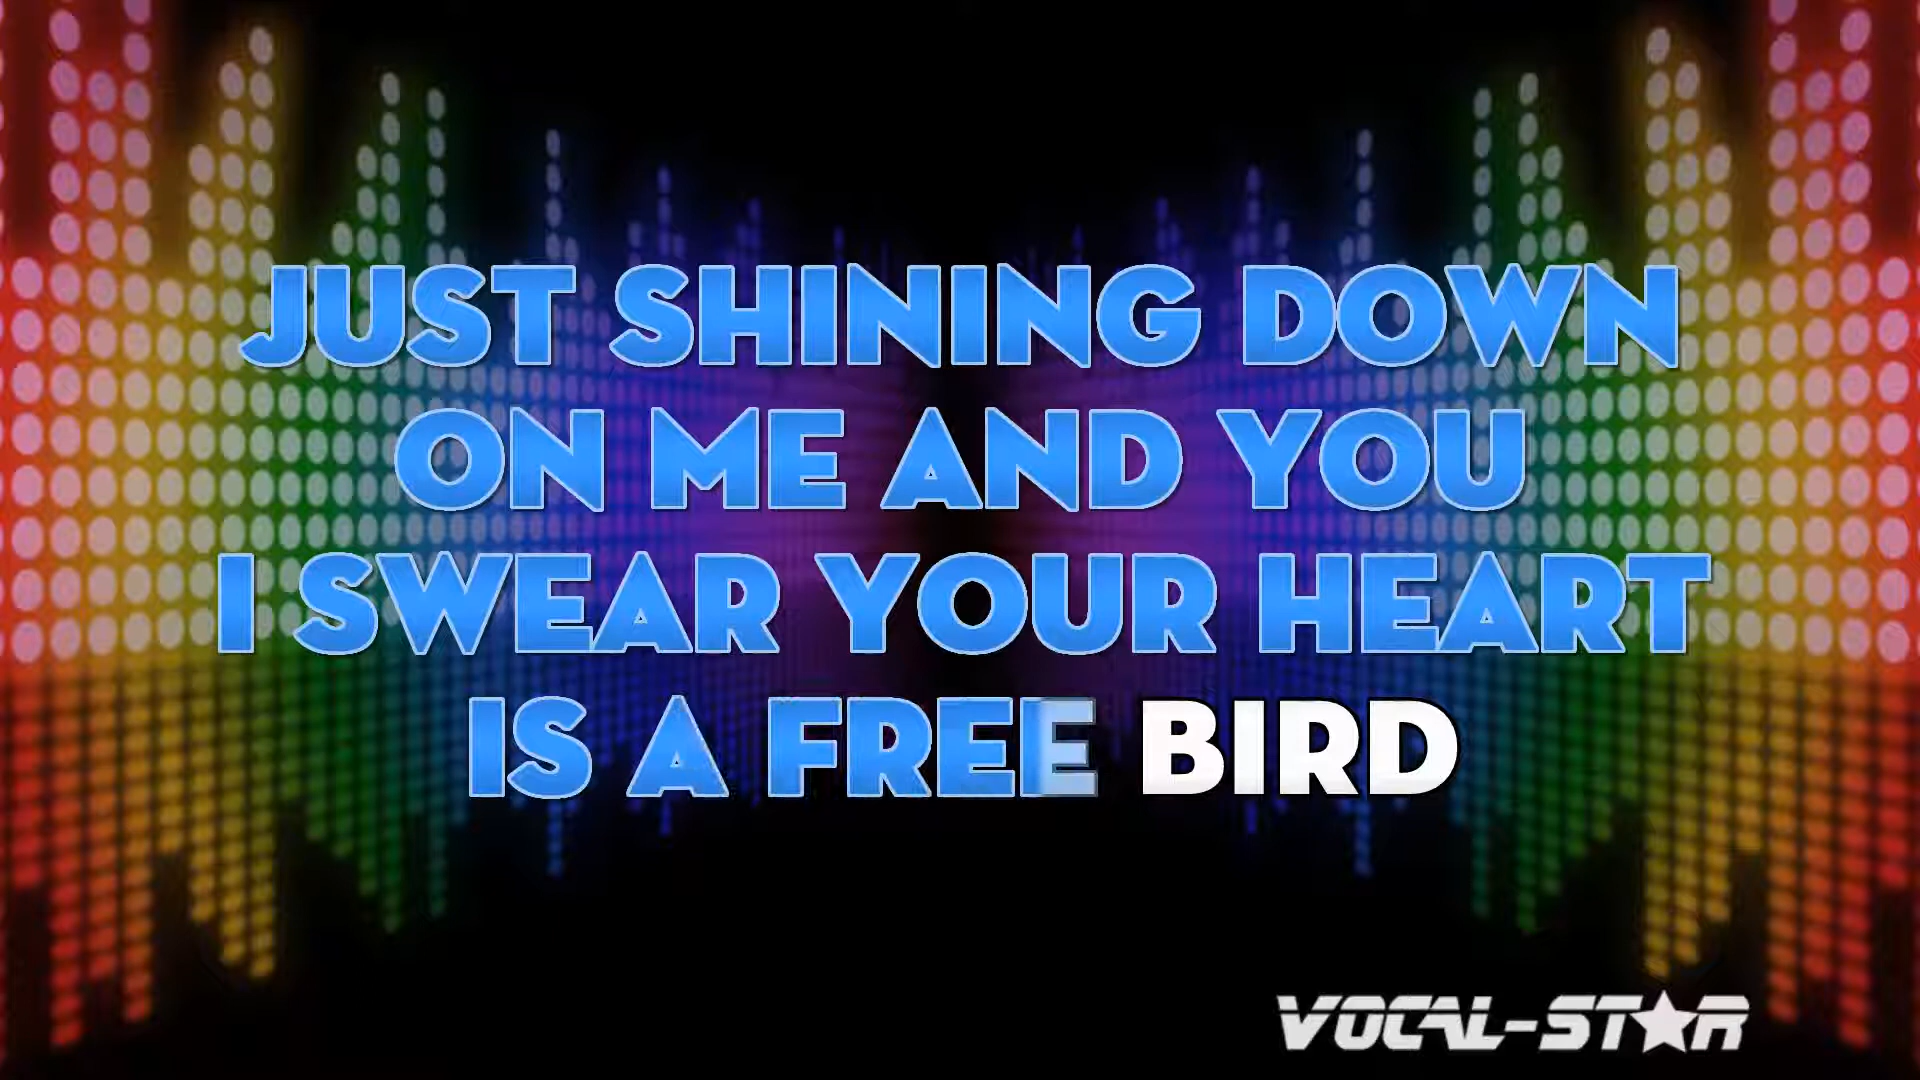 JUST SHINING DOWN
ON ME AND YOU
I SWEAR YOUR HEART
IS A FREE BIRD
VOCAL-STAR